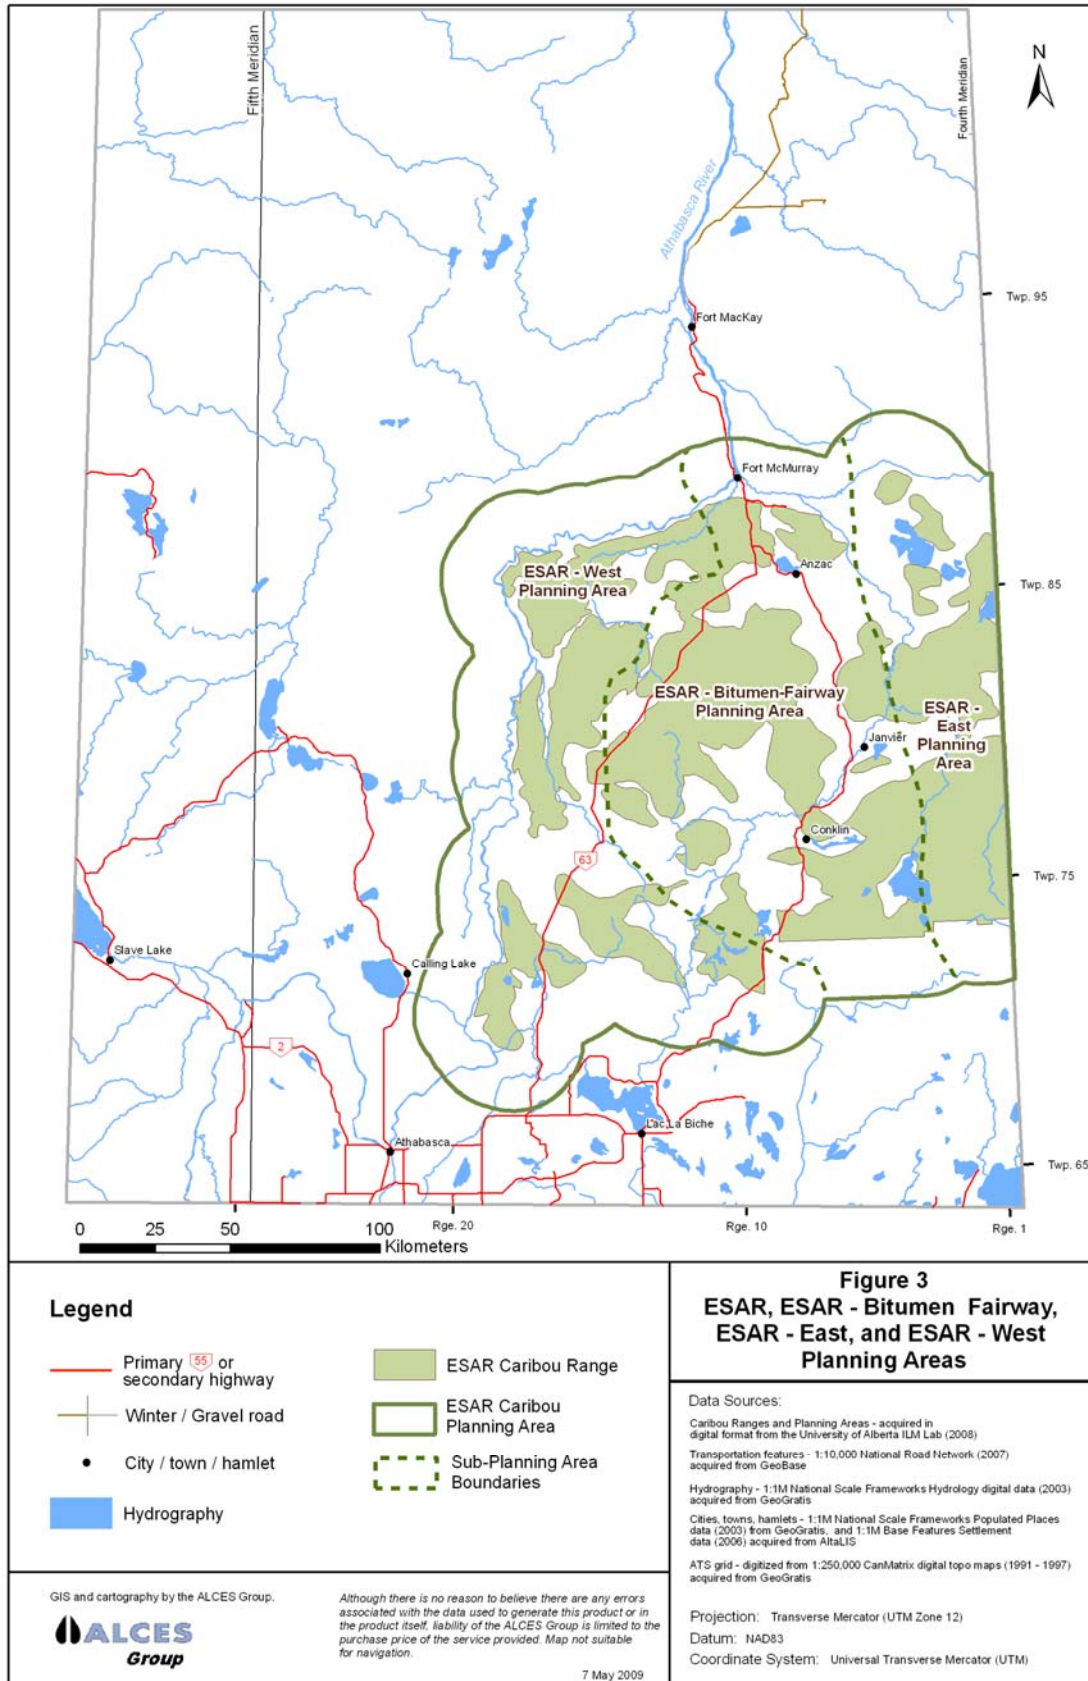 Fifth Meridian
Fourth Meridian
N
Athabasca River
Twp. 95
Fort MacKay
Fort McMurray
ESAR - West
Planning Area
Anzac
Twp. 85
ESAR - Bitumen-Fairway
Planning Area
ESAR -
East
Planning
Area
Janvier
Conklin
63
Twp. 75
Slave Lake
Calling Lake
2
Lac La Biche
Athabasca
Twp. 65
Rge. 20
Rge. 10
Rge. 1
0 25 50 100
Kilometers
Legend
Primary 55 or
secondary highway
Winter / Gravel road
City / town / hamlet
Hydrography
ESAR Caribou Range
ESAR Caribou
Planning Area
Sub-Planning Area
Boundaries
Figure 3
ESAR, ESAR - Bitumen Fairway,
ESAR - East, and ESAR - West
Planning Areas
Data Sources:
Caribou Ranges and Planning Areas - acquired in
digital format from the University of Alberta ILM Lab (2008)
Transportation features - 1:10,000 National Road Network (2007)
acquired from GeoBase
Hydrography - 1:1M National Scale Frameworks Hydrology digital data (2003)
acquired from GeoGratis
Cities, towns, hamlets - 1:1M National Scale Frameworks Populated Places
data (2003) from GeoGratis, and 1:1M Base Features Settlement
data (2006) acquired from AltaLIS
ATS grid - digitized from 1:250,000 CanMatrix digital topo maps (1991 - 1997)
acquired from GeoGratis
Projection: Transverse Mercator (UTM Zone 12)
Datum: NAD83
Coordinate System: Universal Transverse Mercator (UTM)
GIS and cartography by the ALCES Group.
ALCES
Group
Although there is no reason to believe there are any errors
associated with the data used to generate this product or in
the product itself, liability of the ALCES Group is limited to the
purchase price of the service provided. Map not suitable
for navigation.
7 May 2009